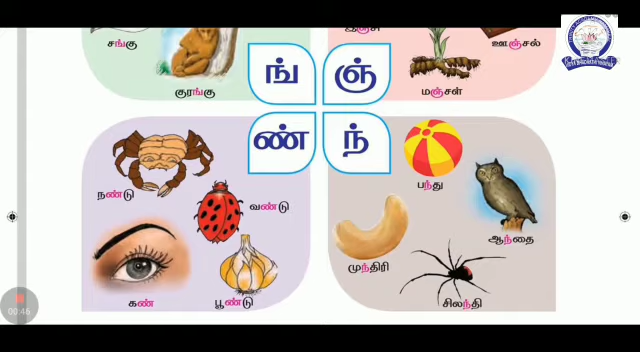 சங்கு
குரங்கு
மஞ்சள்
ஊஞ்சல்
ங்
ஞ்
ண்
ந்
நண்டு
வண்டு
கண்
பூண்டு
பந்து
ஆந்தை
முந்திரி
சிலந்தி
00:46